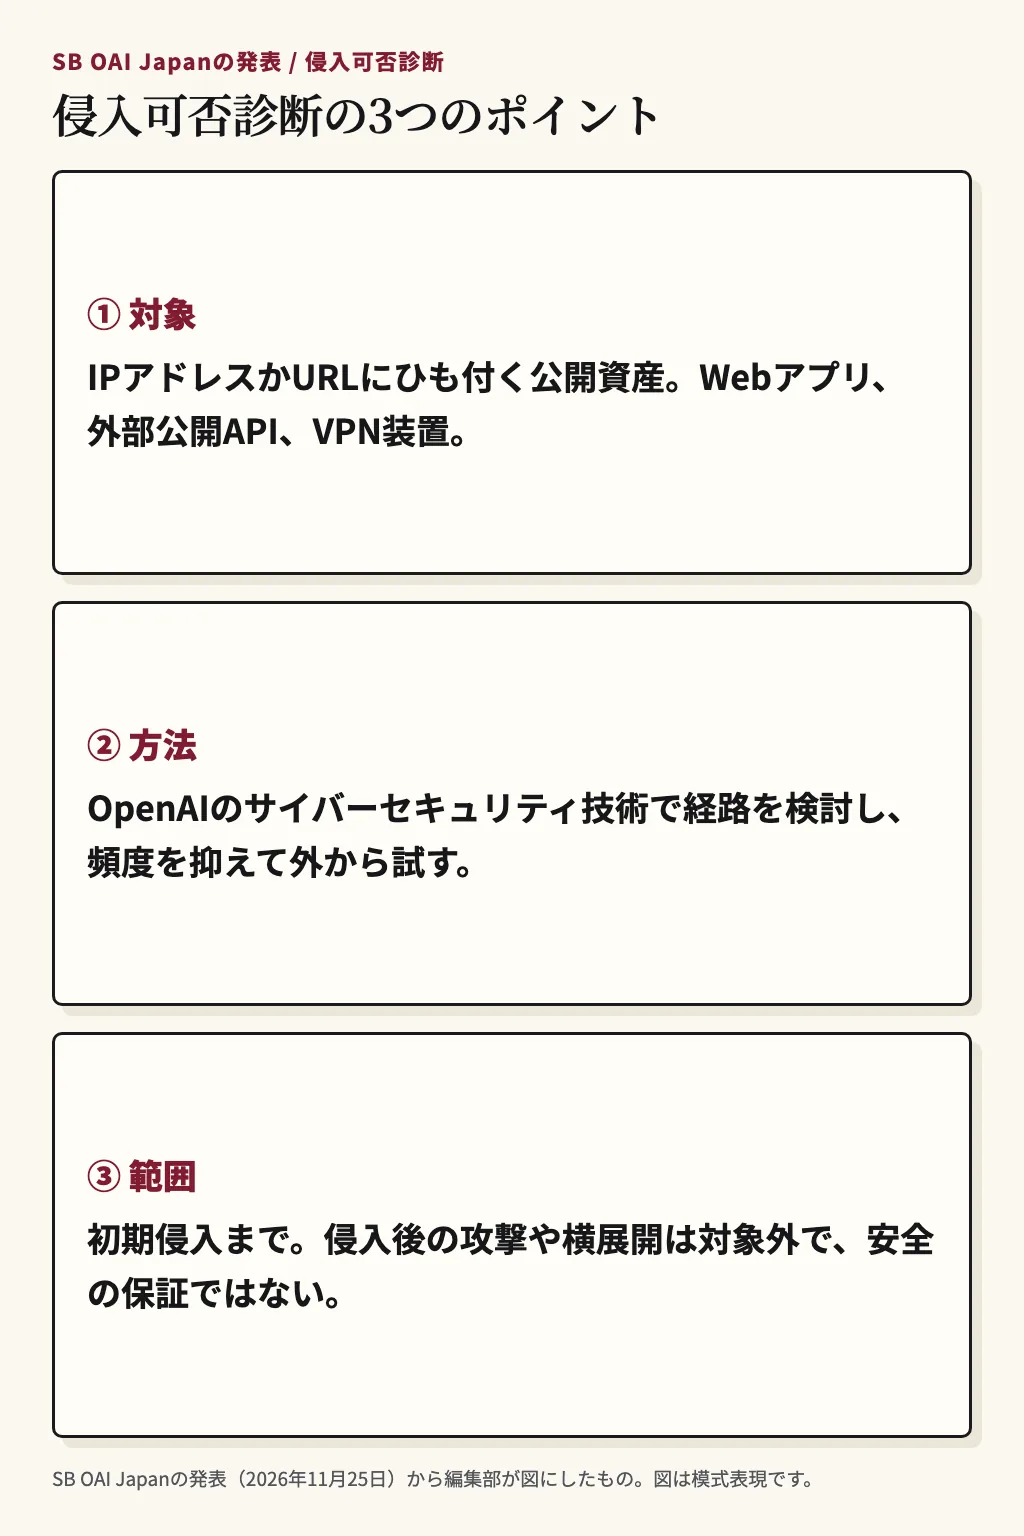 SB OAI Japanの発表 / 侵入可否診断
侵入可否診断の3つのポイント
① 対象
IPアドレスかURLにひも付く公開資産。Webアプリ、
外部公開API、VPN装置。
② 方法
OpenAIのサイバーセキュリティ技術で経路を検討し、
頻度を抑えて外から試す。
③ 範囲
初期侵入まで。侵入後の攻撃や横展開は対象外で、安全
の保証ではない。
SB OAI Japanの発表（2026年11月25日）から編集部が図にしたもの。図は模式表現です。